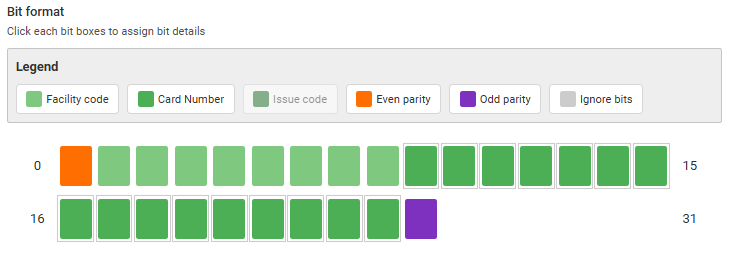 Bit format
Click each bit boxes to assign bit details
Legend
Facility code Card Number Issue code Even parity Odd parity Ignore bits
0 15
16 31